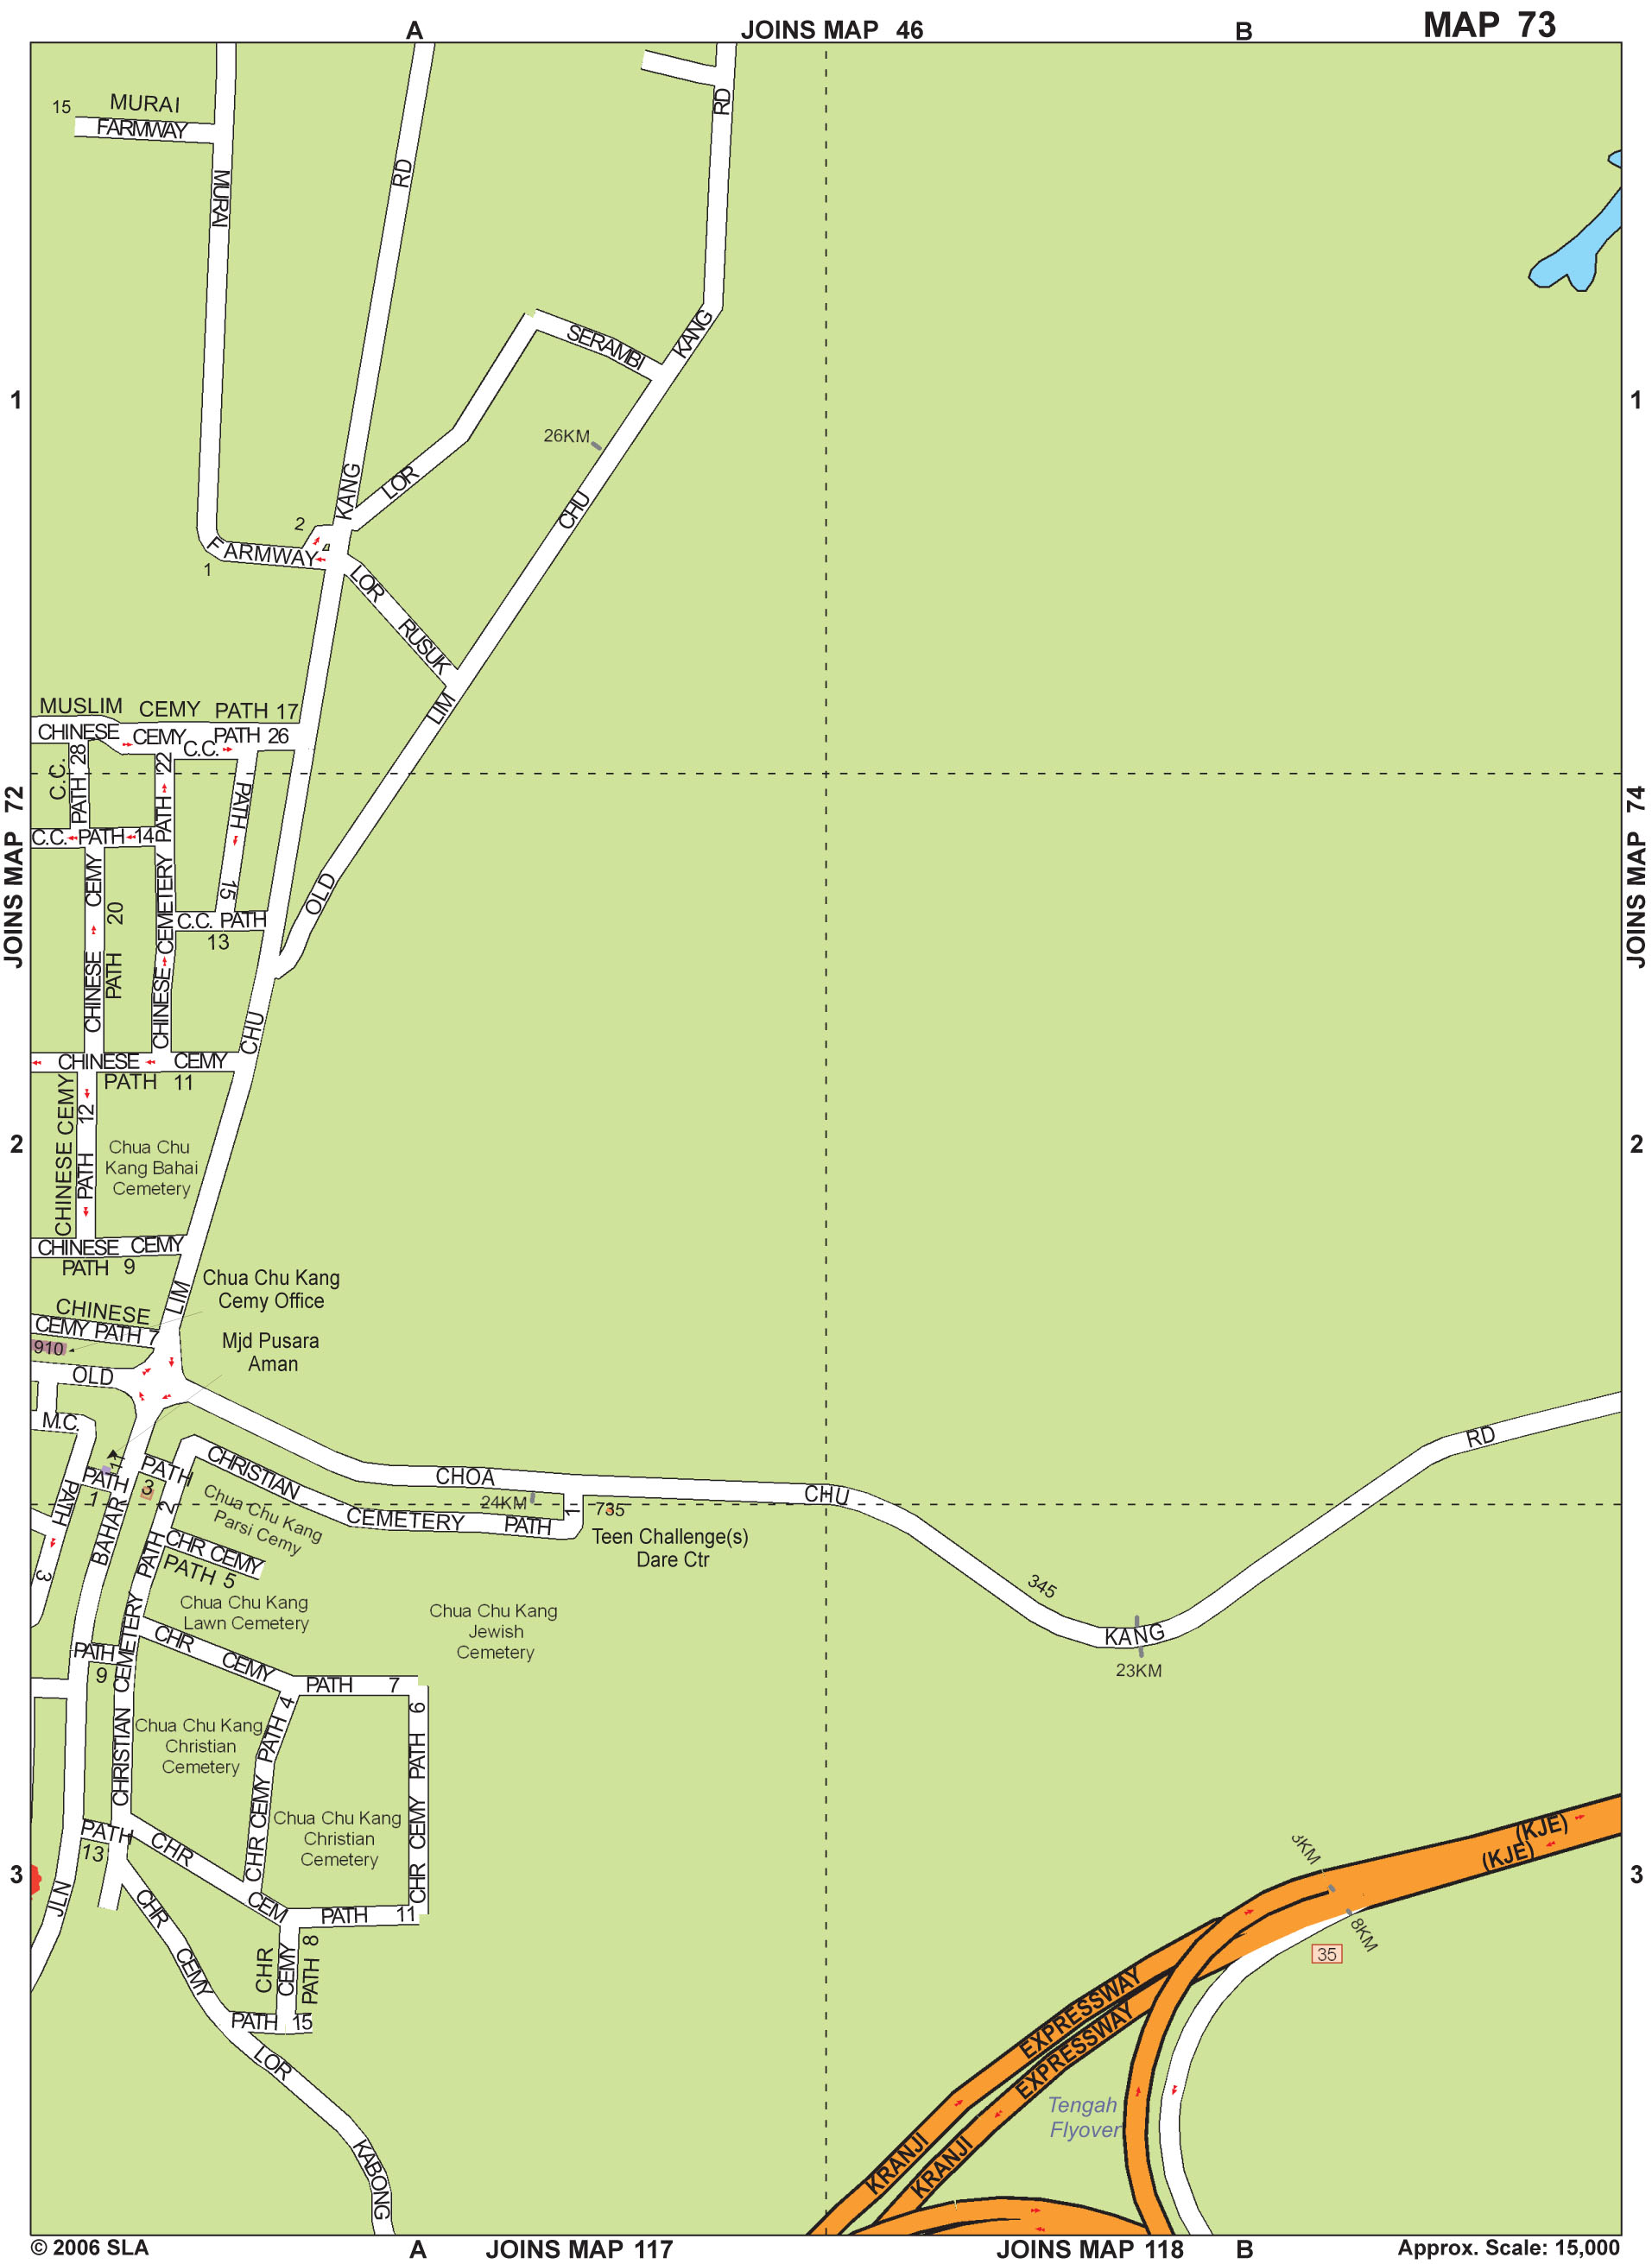 A JOINS MAP 46 B MAP 73
15 MURAI
FARMWAY
MURAI
RD
RD
KANG
SERAMBI
1
1
26KM
LOR
KANG
CHU
2
FARMWAY
1
LOR
RUSUK
LIM
MUSLIM CEMY PATH 17
CHINESE CEMY PATH 26
C.C.
C.C.
PATH 28
CHINESE CEMETERY PATH 22
PATH 15
C.C. PATH 14
JOINS MAP 72
JOINS MAP 74
OLD
CHINESE CEMY
PATH 20
C.C. PATH
13
CHU
CHINESE CEMY
PATH 11
CHINESE CEMY
PATH 12
2
2
Chua Chu
Kang Bahai
Cemetery
CHINESE CEMY
PATH 9
LIM
Chua Chu Kang
Cemy Office
CHINESE
CEMY PATH 7
910
Mjd Pusara
Aman
OLD
M.C.
PATH
3
11
PATH
1
PATH
3
CHRISTIAN
CEMETERY PATH
1
CHOA
CHU
KANG
RD
24KM
735
Teen Challenge(s)
Dare Ctr
345
23KM
Chua Chu Kang
Parsi Cemy
BAHAR
CHRISTIAN CEMETERY PATH 2
CHR CEMY
PATH 5
Chua Chu Kang
Lawn Cemetery
Chua Chu Kang
Jewish
Cemetery
PATH
9
CHR CEMY PATH 7
CHR CEMY PATH 4
CHR CEMY PATH 6
Chua Chu Kang
Christian
Cemetery
Chua Chu Kang
Christian
Cemetery
PATH
13
CHR CEM PATH 11
3
3
JLN
CHR
CEMY
PATH 8
CHR CEMY
PATH 15
LOR
KABONG
(KJE)
(KJE)
3KM
8KM
35
EXPRESSWAY
EXPRESSWAY
Tengah
Flyover
KRANJI
KRANJI
© 2006 SLA A JOINS MAP 117 JOINS MAP 118 B Approx. Scale: 15,000